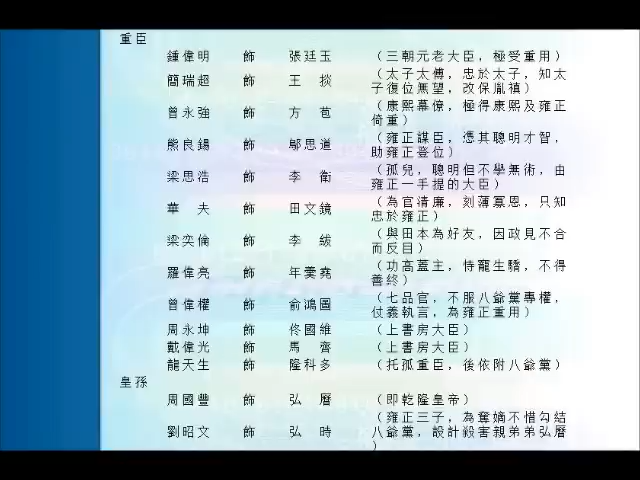 重臣
鍾偉明 飾 張廷玉 （三朝元老大臣，極受重用）
簡瑞超 飾 王掞 （太子太傅，忠於太子，知太
子復位無望，改保胤禛）
曾永強 飾 方苞 （康熙幕僚，極得康熙及雍正
倚重）
熊良錫 飾 鄔思道 （雍正謀臣，憑其聰明才智，
助雍正登位）
梁思浩 飾 李衛 （孤兒，聰明但不學無術，由
雍正一手提的大臣）
華夫 飾 田文鏡 （為官清廉，刻薄寡恩，只知
忠於雍正）
梁奕倫 飾 李紱 （與田本為好友，因政見不合
而反目）
羅偉亮 飾 年羹堯 （功高蓋主，恃寵生驕，不得
善終）
曾偉權 飾 俞鴻圖 （七品官，不服八爺黨專權，
仗義執言，為雍正重用）
周永坤 飾 佟國維 （上書房大臣）
戴偉光 飾 馬齊 （上書房大臣）
龍天生 飾 隆科多 （托孤重臣，後依附八爺黨）
皇孫
周國豐 飾 弘曆 （即乾隆皇帝）
劉昭文 飾 弘時 （雍正三子，為奪嫡不惜勾結
八爺黨，設計殺害親弟弟弘曆
）